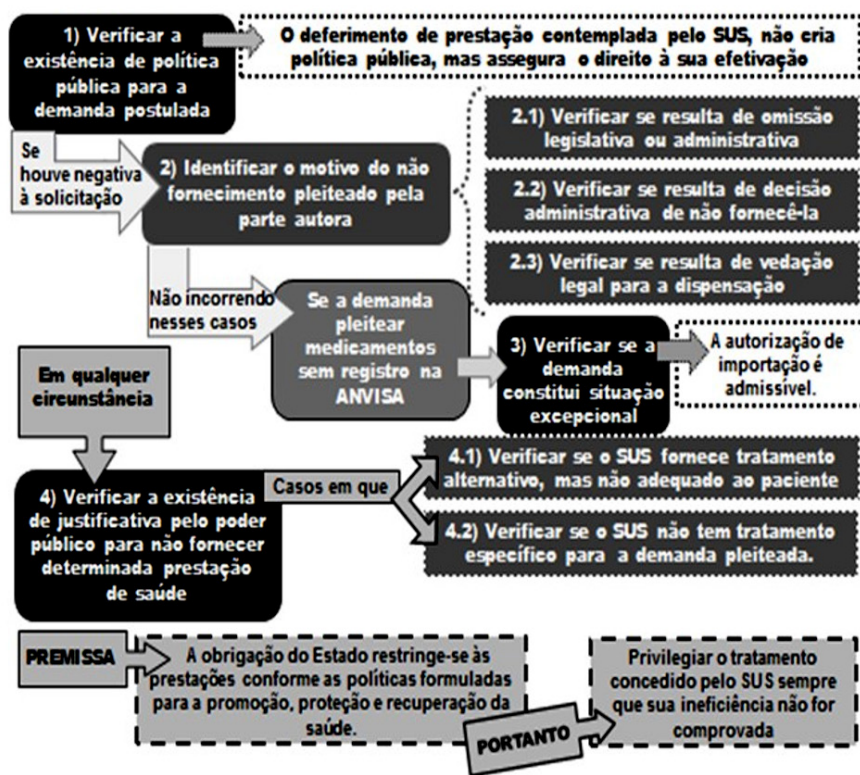 1) Verificar a
existência de política
pública para a
demanda postulada
O deferimento de prestação contemplada pelo SUS, não cria
política pública, mas assegura o direito à sua efetivação
Se
houve negativa
à solicitação
2) Identificar o motivo do não
fornecimento pleiteado pela
parte autora
2.1) Verificar se resulta de omissão
legislativa ou administrativa
2.2) Verificar se resulta de decisão
administrativa de não fornecê-la
2.3) Verificar se resulta de vedação
legal para a dispensação
Não incorrendo
nesses casos
Se a demanda
pleitear
medicamentos
sem registro na
ANVISA
3) Verificar se a
demanda
constitui situação
excepcional
A autorização de
importação é
admissível.
Em qualquer
circunstância
4) Verificar a existência
de justificativa pelo poder
público para não fornecer
determinada prestação
de saúde
Casos em que
4.1) Verificar se o SUS fornece tratamento
alternativo, mas não adequado ao paciente
4.2) Verificar se o SUS não tem tratamento
específico para a demanda pleiteada.
PREMISSA
A obrigação do Estado restringe-se às
prestações conforme as políticas formuladas
para a promoção, proteção e recuperação da
saúde.
PORTANTO
Privilegiar o tratamento
concedido pelo SUS sempre
que sua ineficiência não for
comprovada